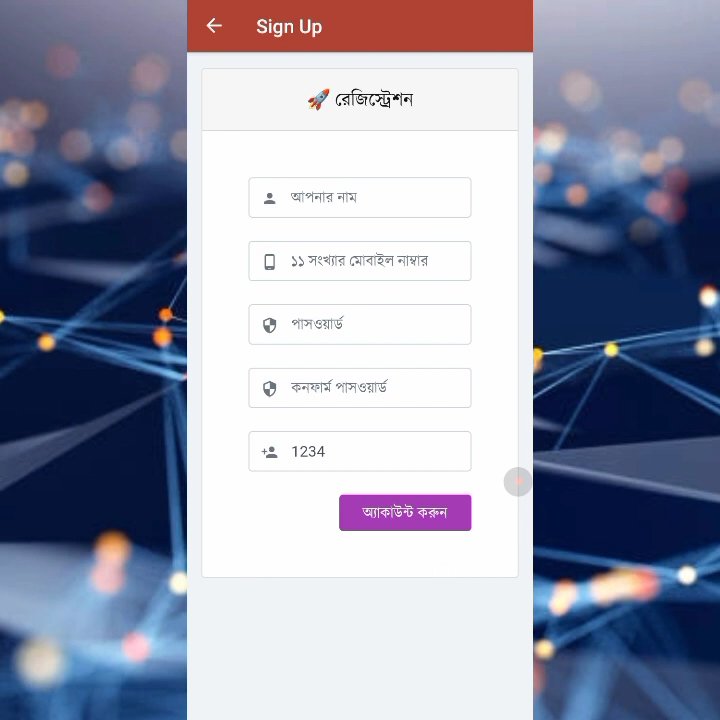 Sign Up
🚀 রেজিস্ট্রেশন
আপনার নাম
১১ সংখ্যার মোবাইল নাম্বার
পাসওয়ার্ড
কনফার্ম পাসওয়ার্ড
1234
অ্যাকাউন্ট করুন